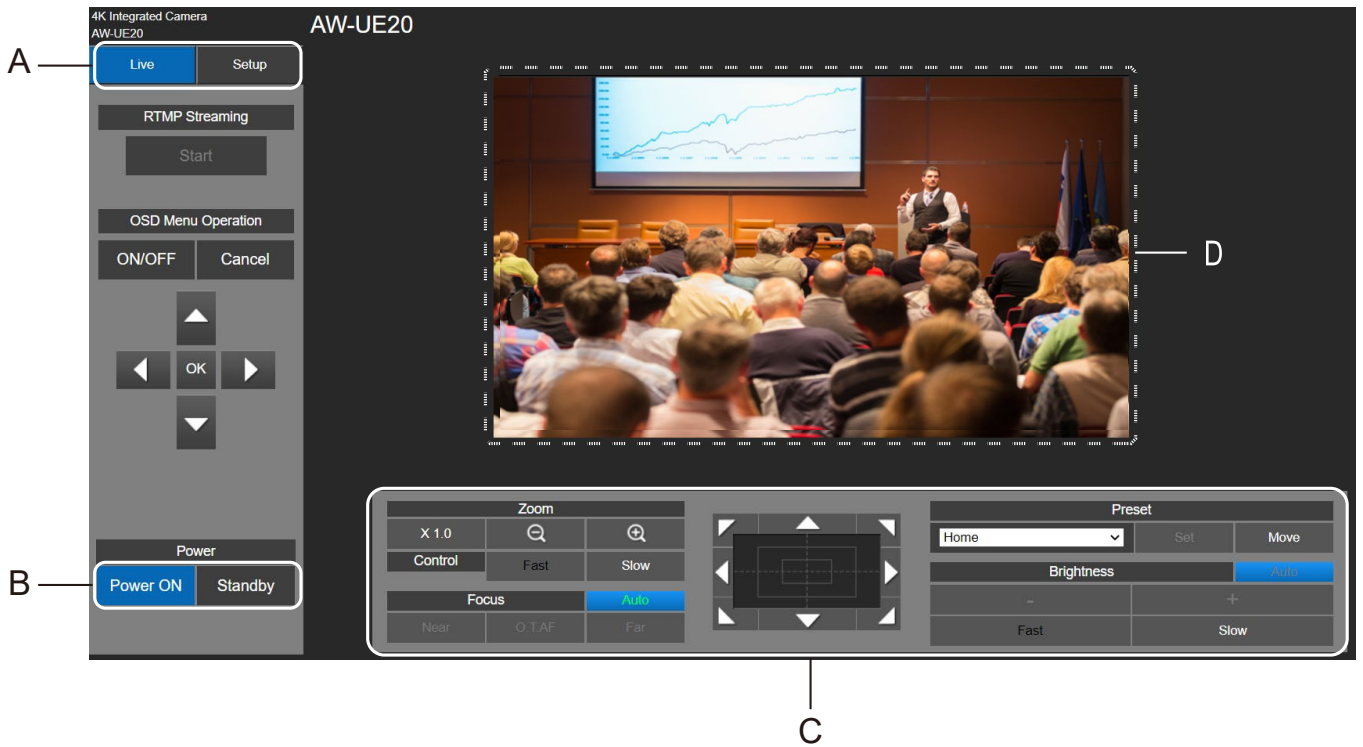 4K Integrated Camera
AW-UE20
AW-UE20
A
Live Setup
RTMP Streaming
Start
OSD Menu Operation
ON/OFF Cancel
OK
D
Power
B
Power ON Standby
Zoom
X 1.0
Control Fast Slow
Focus Auto
Near O.T.AF Far
Preset
Home Set Move
Brightness Auto
- +
Fast Slow
C